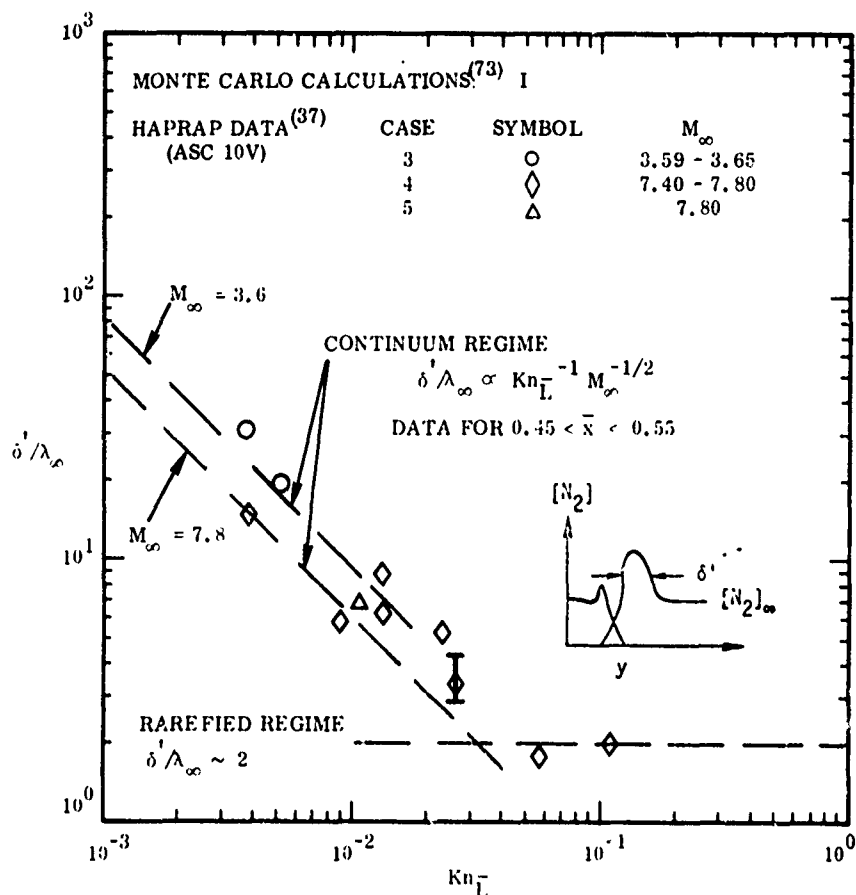 10³
MONTE CARLO CALCULATIONS:(73) I
HAPRAP DATA(37) CASE SYMBOL M∞
(ASC 10V)
3 3.59 - 3.65
4 7.40 - 7.80
5 7.80
10²
M∞ = 3.6
CONTINUUM REGIME
δ'/λ∞ ∝ Kn_L̄⁻¹ M∞⁻¹/²
DATA FOR 0.45 < x̄ < 0.55
δ'/λ∞
M∞ = 7.8
[N₂]
10¹
δ'
[N₂]∞
y
RAREFIED REGIME
δ'/λ∞ ~ 2
10⁰
10⁻³ 10⁻² 10⁻¹ 10⁰
Kn_L̄